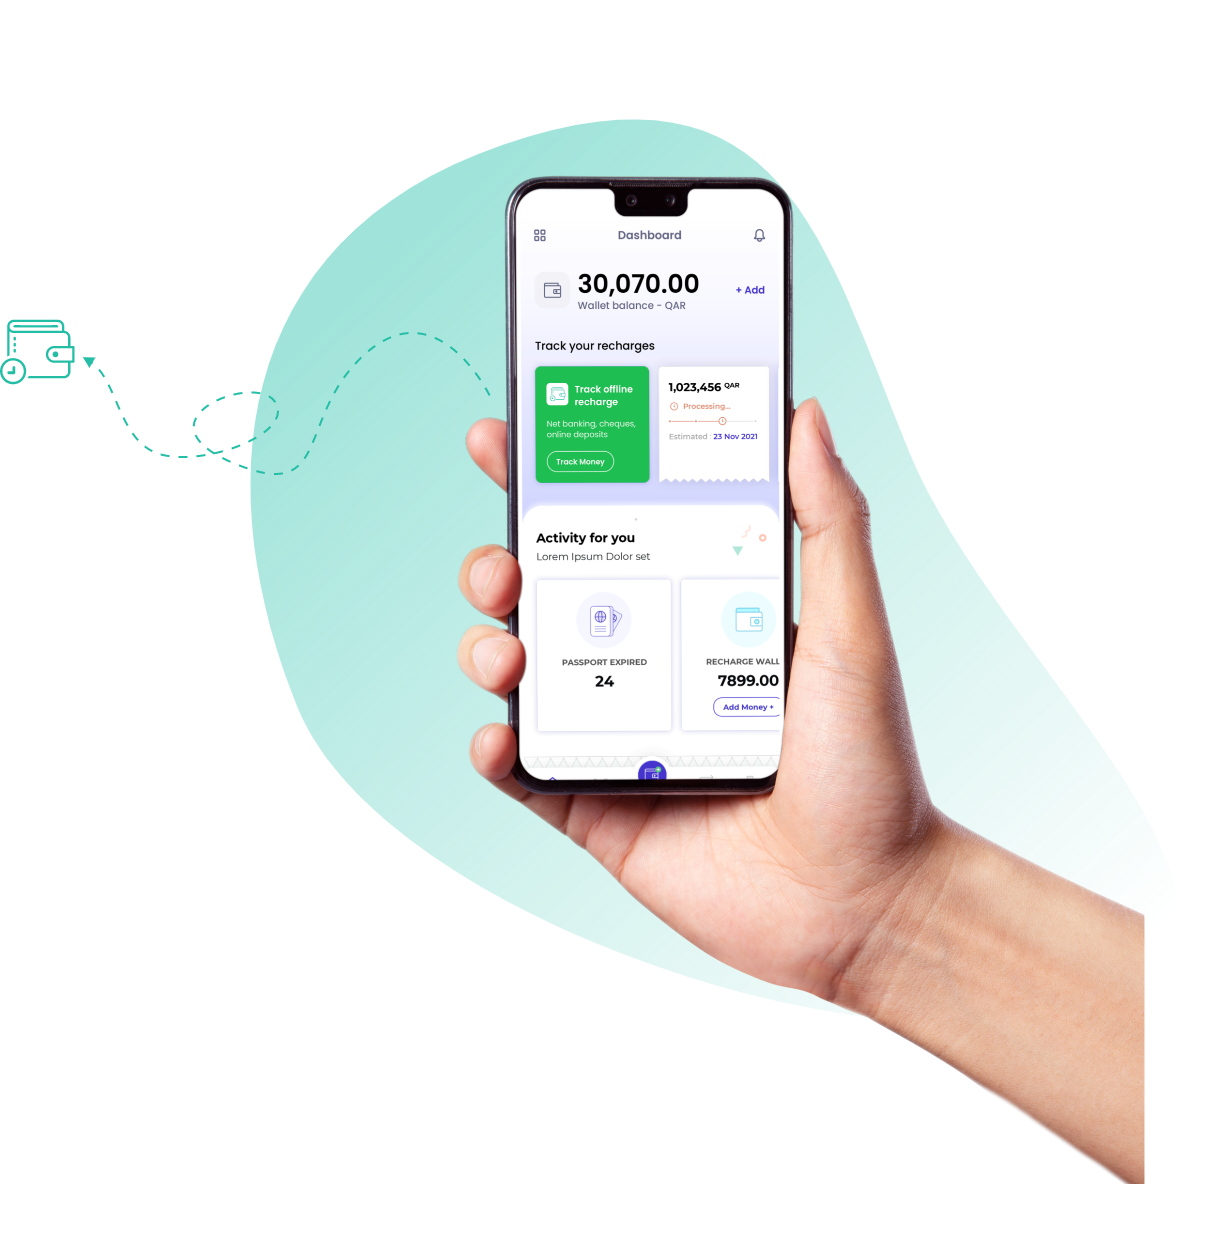 Dashboard
30,070.00
+ Add
Wallet balance - QAR
Track your recharges
Track offline
recharge
Net banking, cheques,
online deposits
Track Money
1,023,456 QAR
Processing...
Estimated : 23 Nov 2021
Activity for you
Lorem Ipsum Dolor set
PASSPORT EXPIRED
24
RECHARGE WALL
7899.00
Add Money +